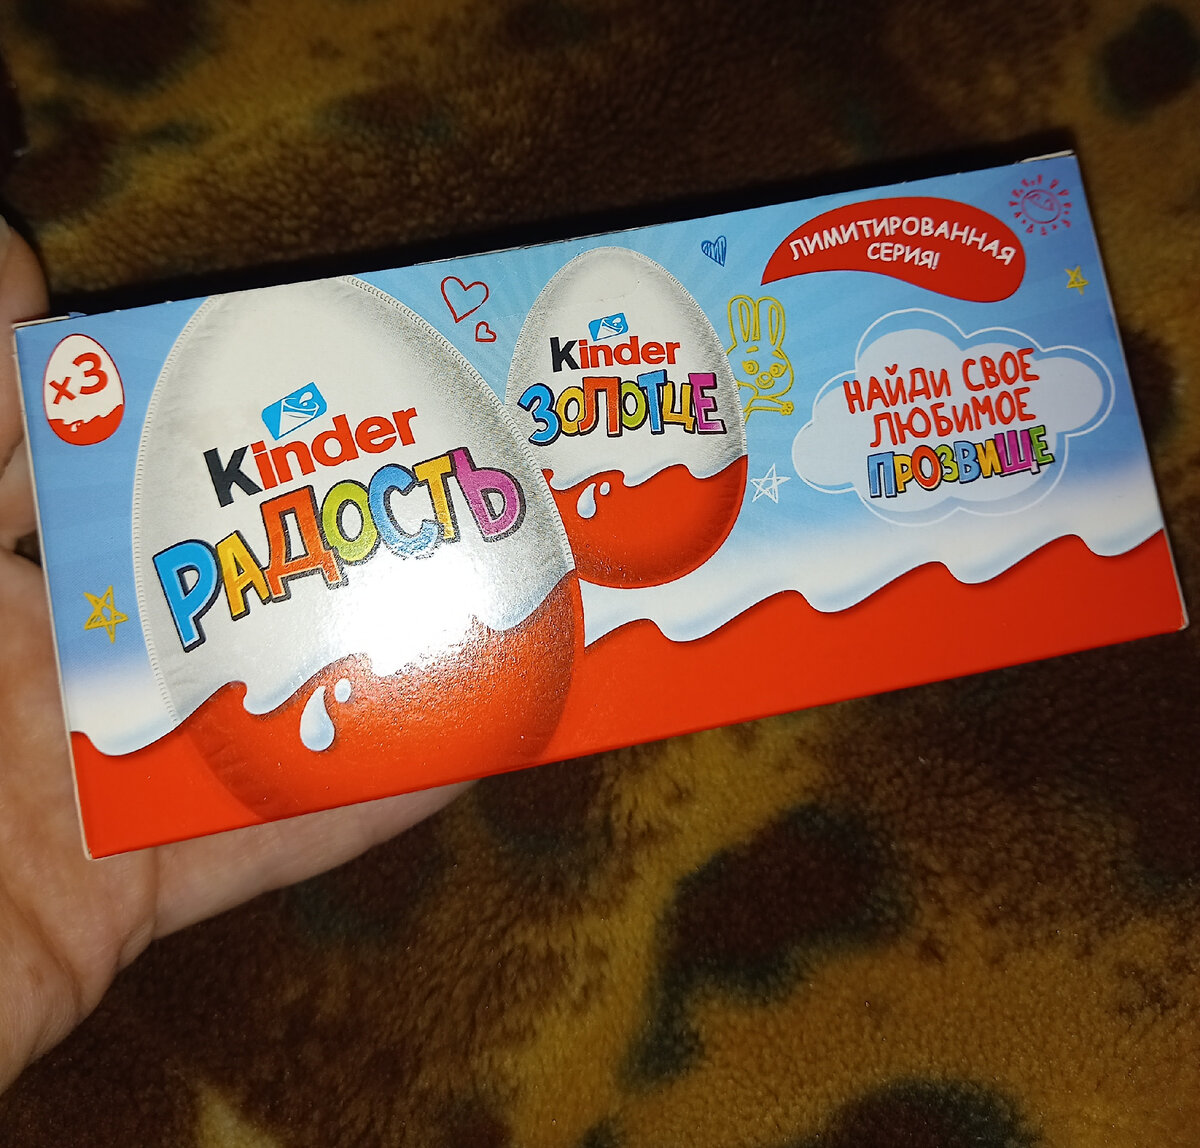 x3
Kinder
РАДОСТЬ
Kinder
ЗОЛОТЦЕ
ЛИМИТИРОВАННАЯ
СЕРИЯ!
НАЙДИ СВОЕ
ЛЮБИМОЕ
ПРОЗВИЩЕ